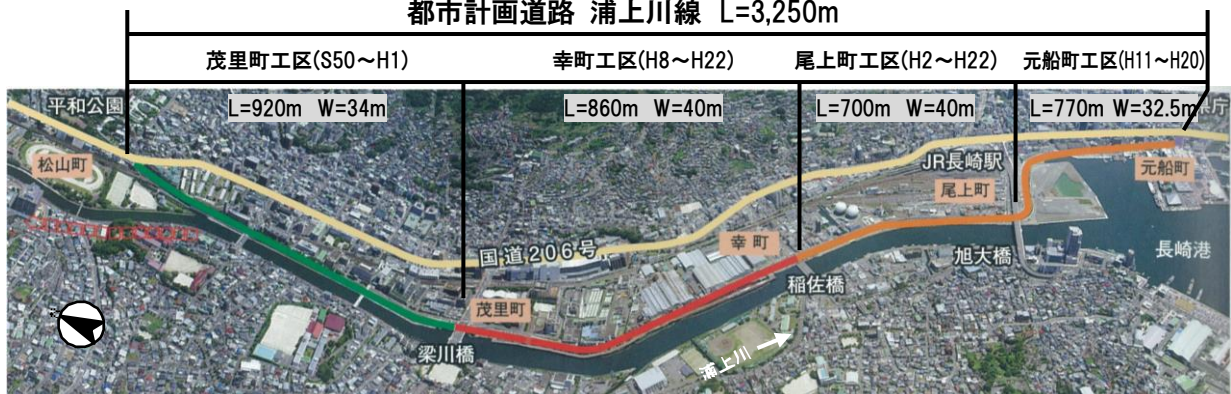 都市計画道路 浦上川線 L=3,250m
茂里町工区(S50～H1)
幸町工区(H8～H22)
尾上町工区(H2～H22)
元船町工区(H11～H20)
L=920m W=34m
L=860m W=40m
L=700m W=40m
L=770m W=32.5m
県庁
平和公園
松山町
JR長崎駅
元船町
尾上町
国道206号
幸町
旭大橋
長崎港
稲佐橋
茂里町
梁川橋
浦上川